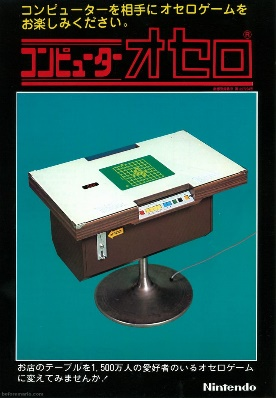 コンピューターを相手にオセロゲームを
お楽しみください。
コンピューター オセロ®
お店のテーブルを1,500万人の愛好者のいるオセロゲーム
に変えてみませんか!
Nintendo
beforemario.com